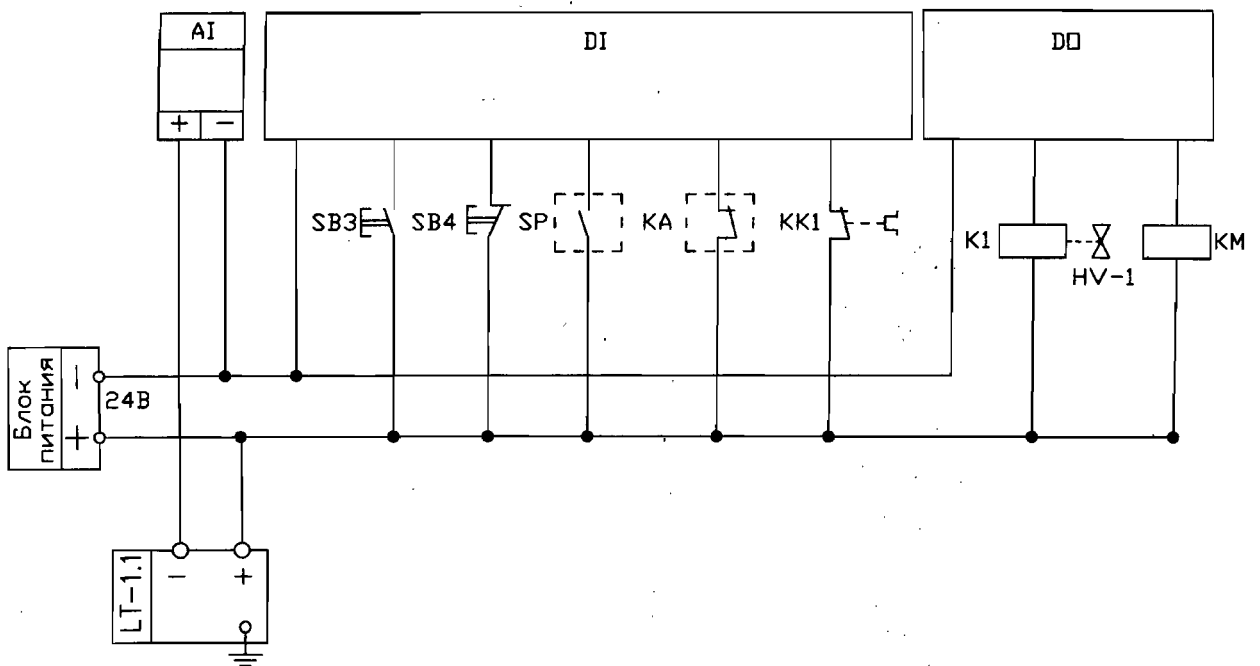 AI
+ −
DI
DO
SB3
SB4
SP
KA
KK1
K1
HV-1
KM
Блок
питания
−
+
24В
LT-1.1
− +